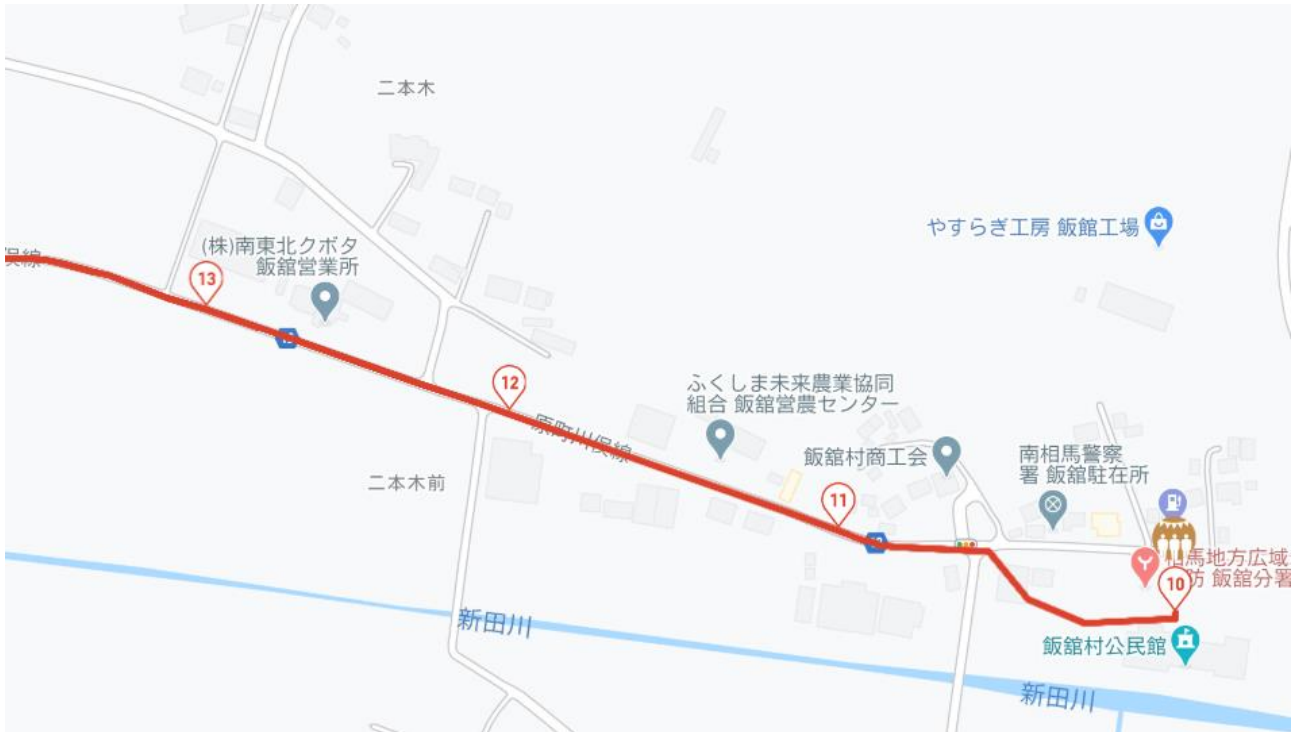 二本木
やすらぎ工房 飯館工場
(株)南東北クボタ
飯舘営業所
俣線
13
12
12
原町川俣線
ふくしま未来農業協同
組合 飯舘営農センター
飯舘村商工会
南相馬警察
署 飯舘駐在所
二本木前
11
相馬地方広域
防 飯舘分署
10
新田川
飯舘村公民館
新田川